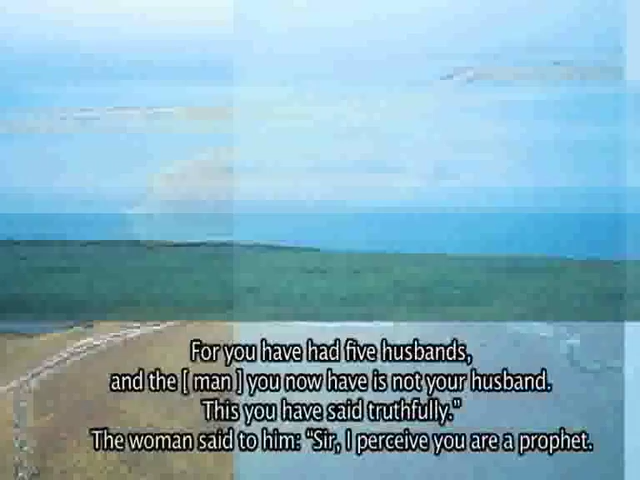 For you have had five husbands,
and the [ man ] you now have is not your husband.
This you have said truthfully.”
The woman said to him: “Sir, I perceive you are a prophet.